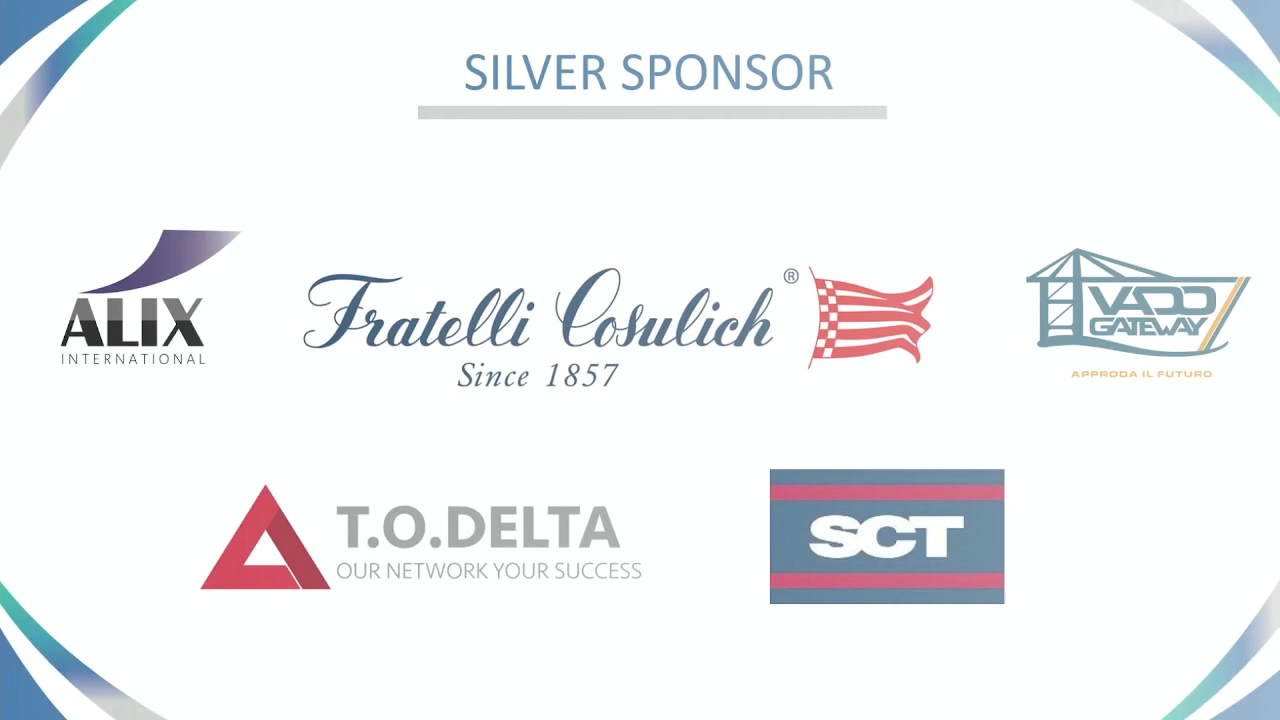 SILVER SPONSOR
ALIX
INTERNATIONAL
Fratelli Cosulich ®
Since 1857
VADO
GATEWAY
APPRODA IL FUTURO
T.O.DELTA
OUR NETWORK YOUR SUCCESS
SCT